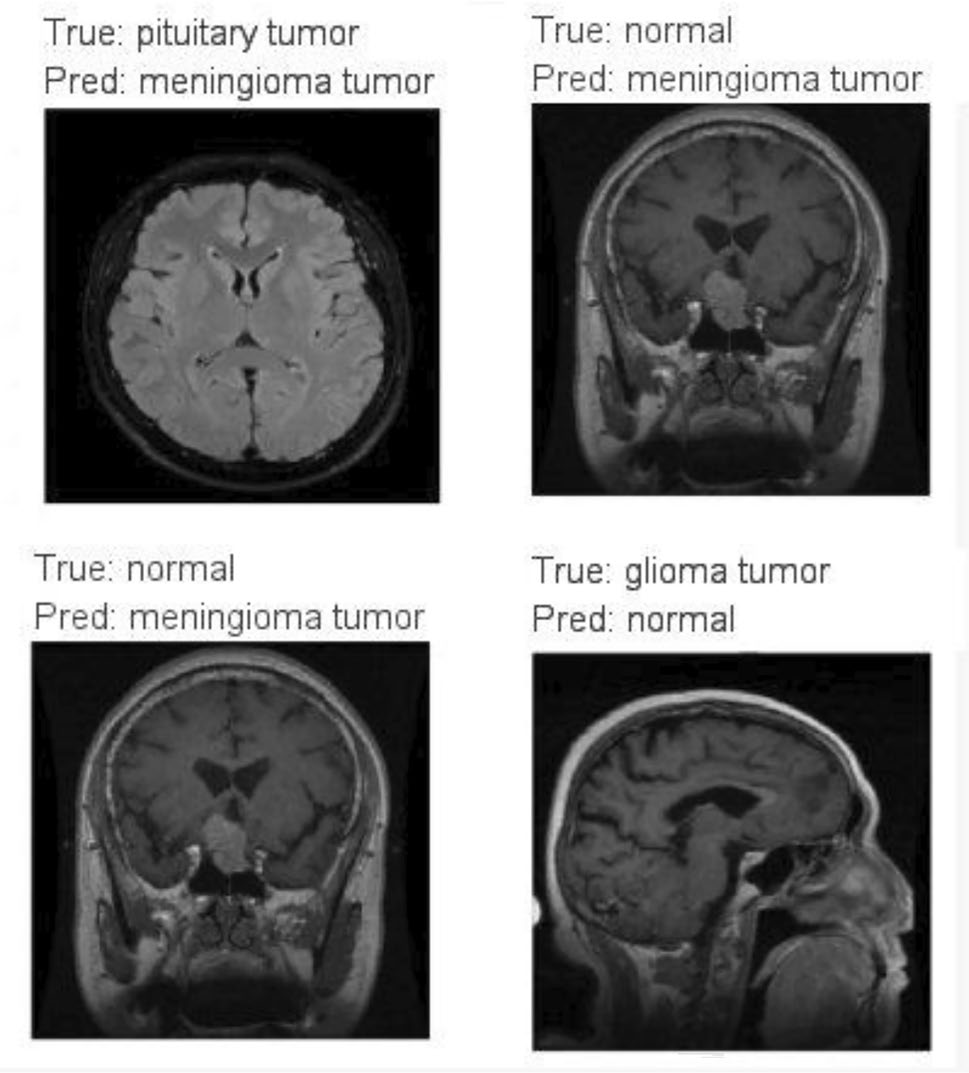 True: pituitary tumor
Pred: meningioma tumor
True: normal
Pred: meningioma tumor
True: normal
Pred: meningioma tumor
True: glioma tumor
Pred: normal